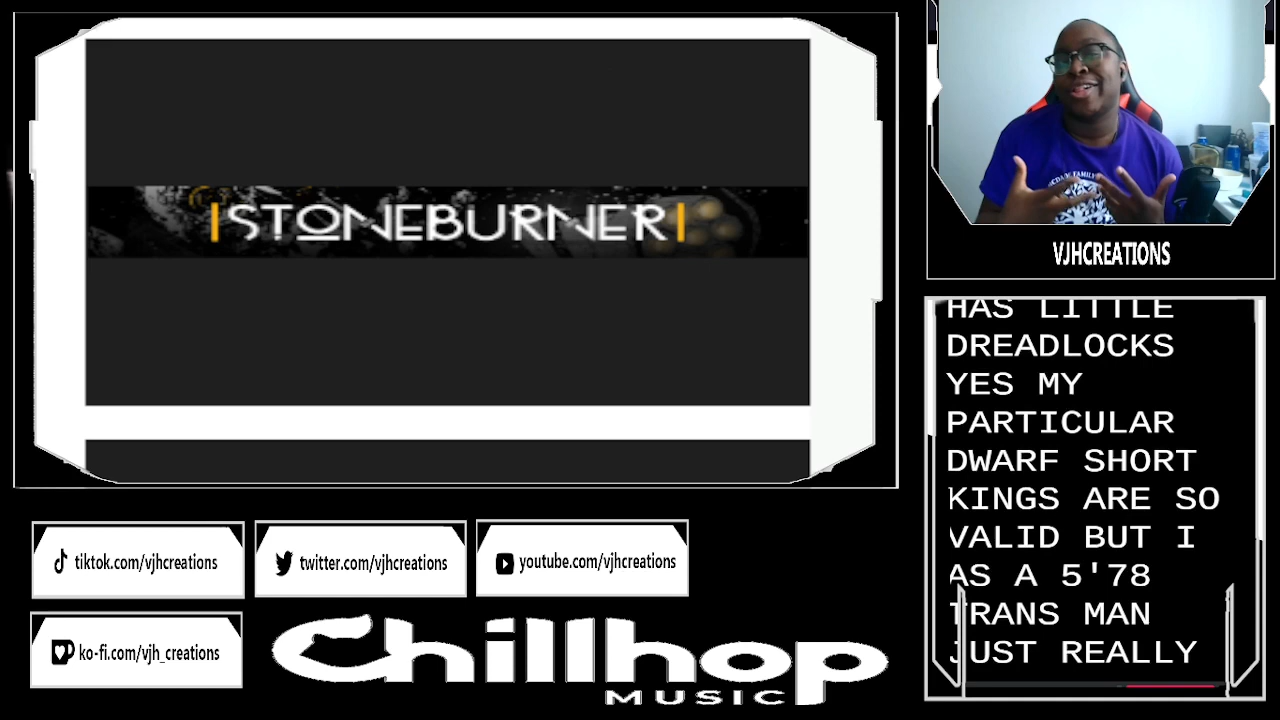 |STONEBURNER|
VJHCREATIONS
HAS LITTLE
DREADLOCKS
YES MY
PARTICULAR
DWARF SHORT
KINGS ARE SO
VALID BUT I
AS A 5'78
TRANS MAN
JUST REALLY
tiktok.com/vjhcreations
twitter.com/vjhcreations
youtube.com/vjhcreations
ko-fi.com/vjh_creations
Chillhop
MUSIC